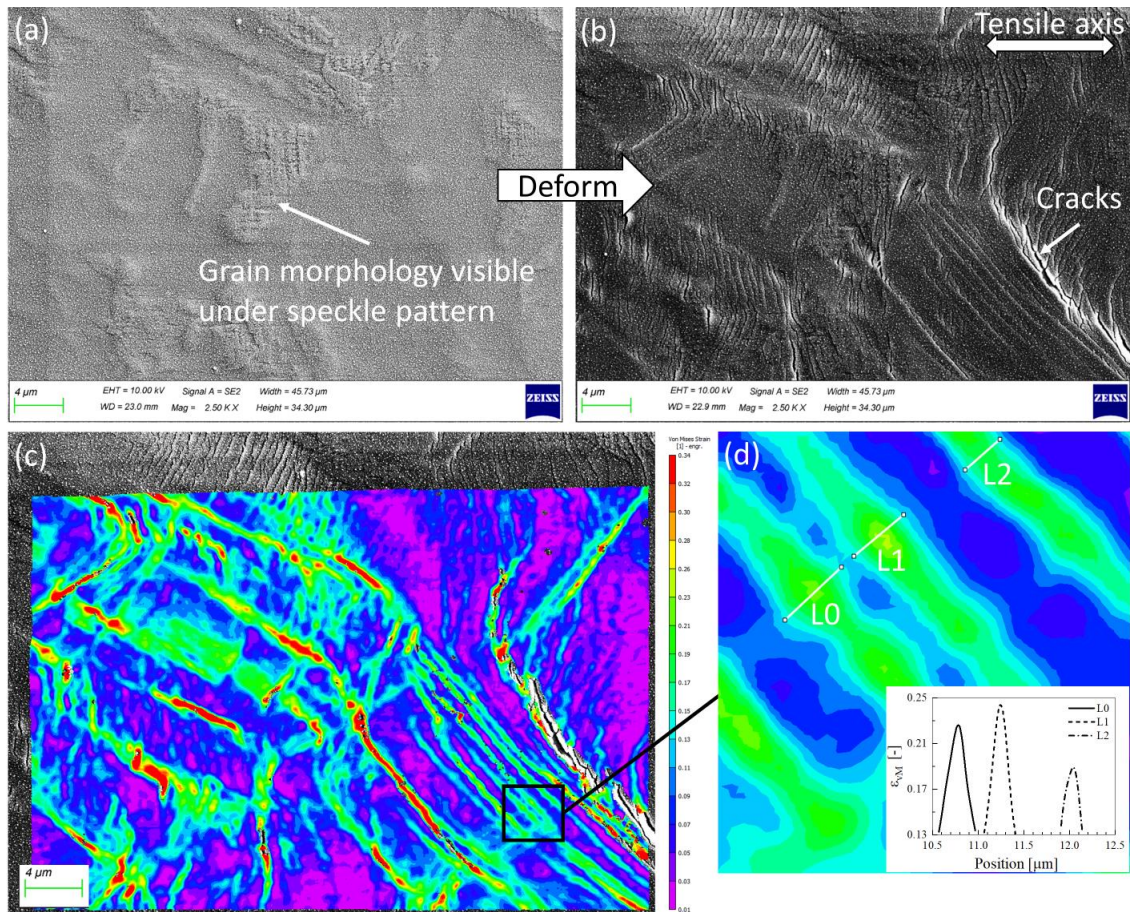 (a)
Grain morphology visible
under speckle pattern
4 µm
EHT = 10.00 kV Signal A = SE2 Width = 45.73 µm
WD = 23.0 mm Mag = 2.50 K X Height = 34.30 µm
ZEISS
Deform
(b)
Tensile axis
Cracks
4 µm
EHT = 10.00 kV Signal A = SE2 Width = 45.73 µm
WD = 22.9 mm Mag = 2.50 K X Height = 34.30 µm
ZEISS
(c)
Von Mises Strain
[1] - engr.
0.34
0.30
0.28
0.26
0.24
0.21
0.19
0.17
0.15
0.13
0.11
0.09
0.07
0.05
0.03
0.01
4 µm
(d)
L2
L1
L0
0.25
0.21
0.17
0.13
εvM [-]
L0
L1
L2
10.5 11.0 11.5 12.0 12.5
Position [µm]